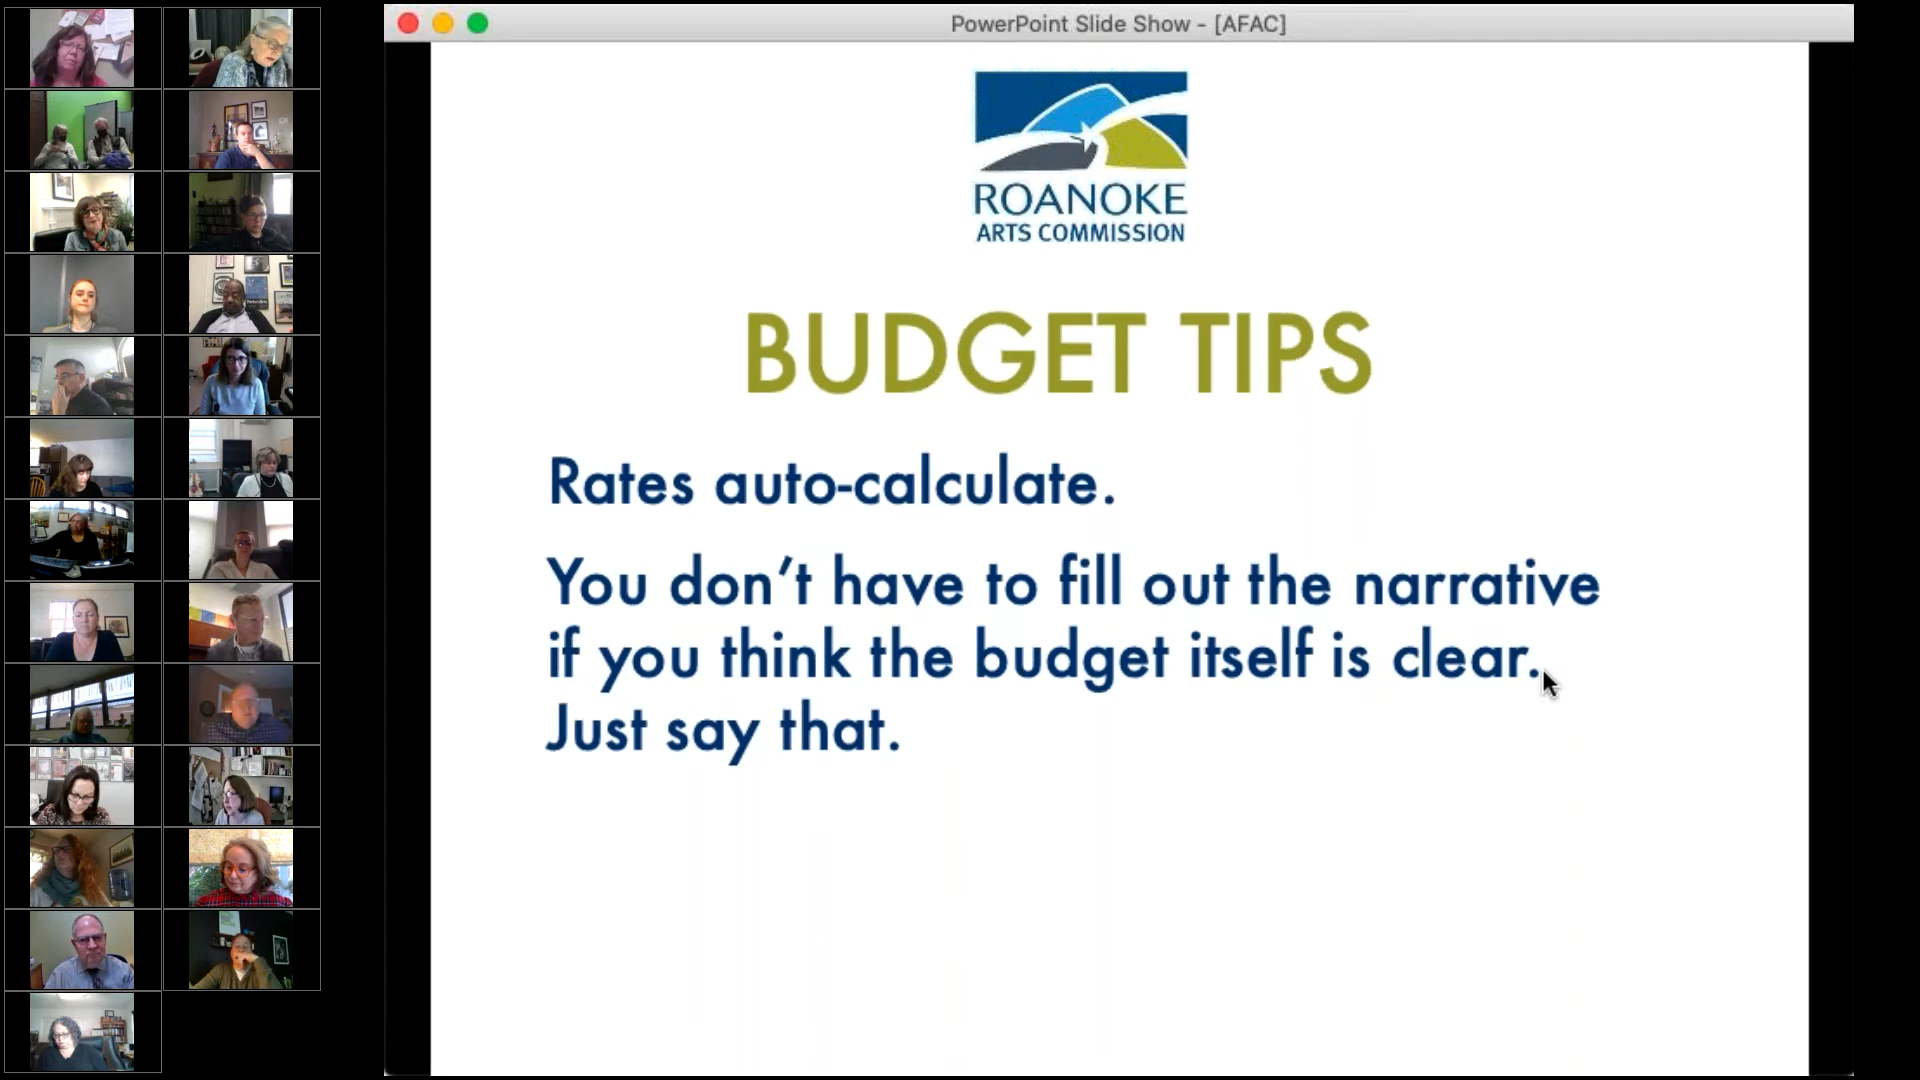 PowerPoint Slide Show - [AFAC]
ROANOKE
ARTS COMMISSION
BUDGET TIPS
Rates auto-calculate.
You don’t have to fill out the narrative
if you think the budget itself is clear.
Just say that.